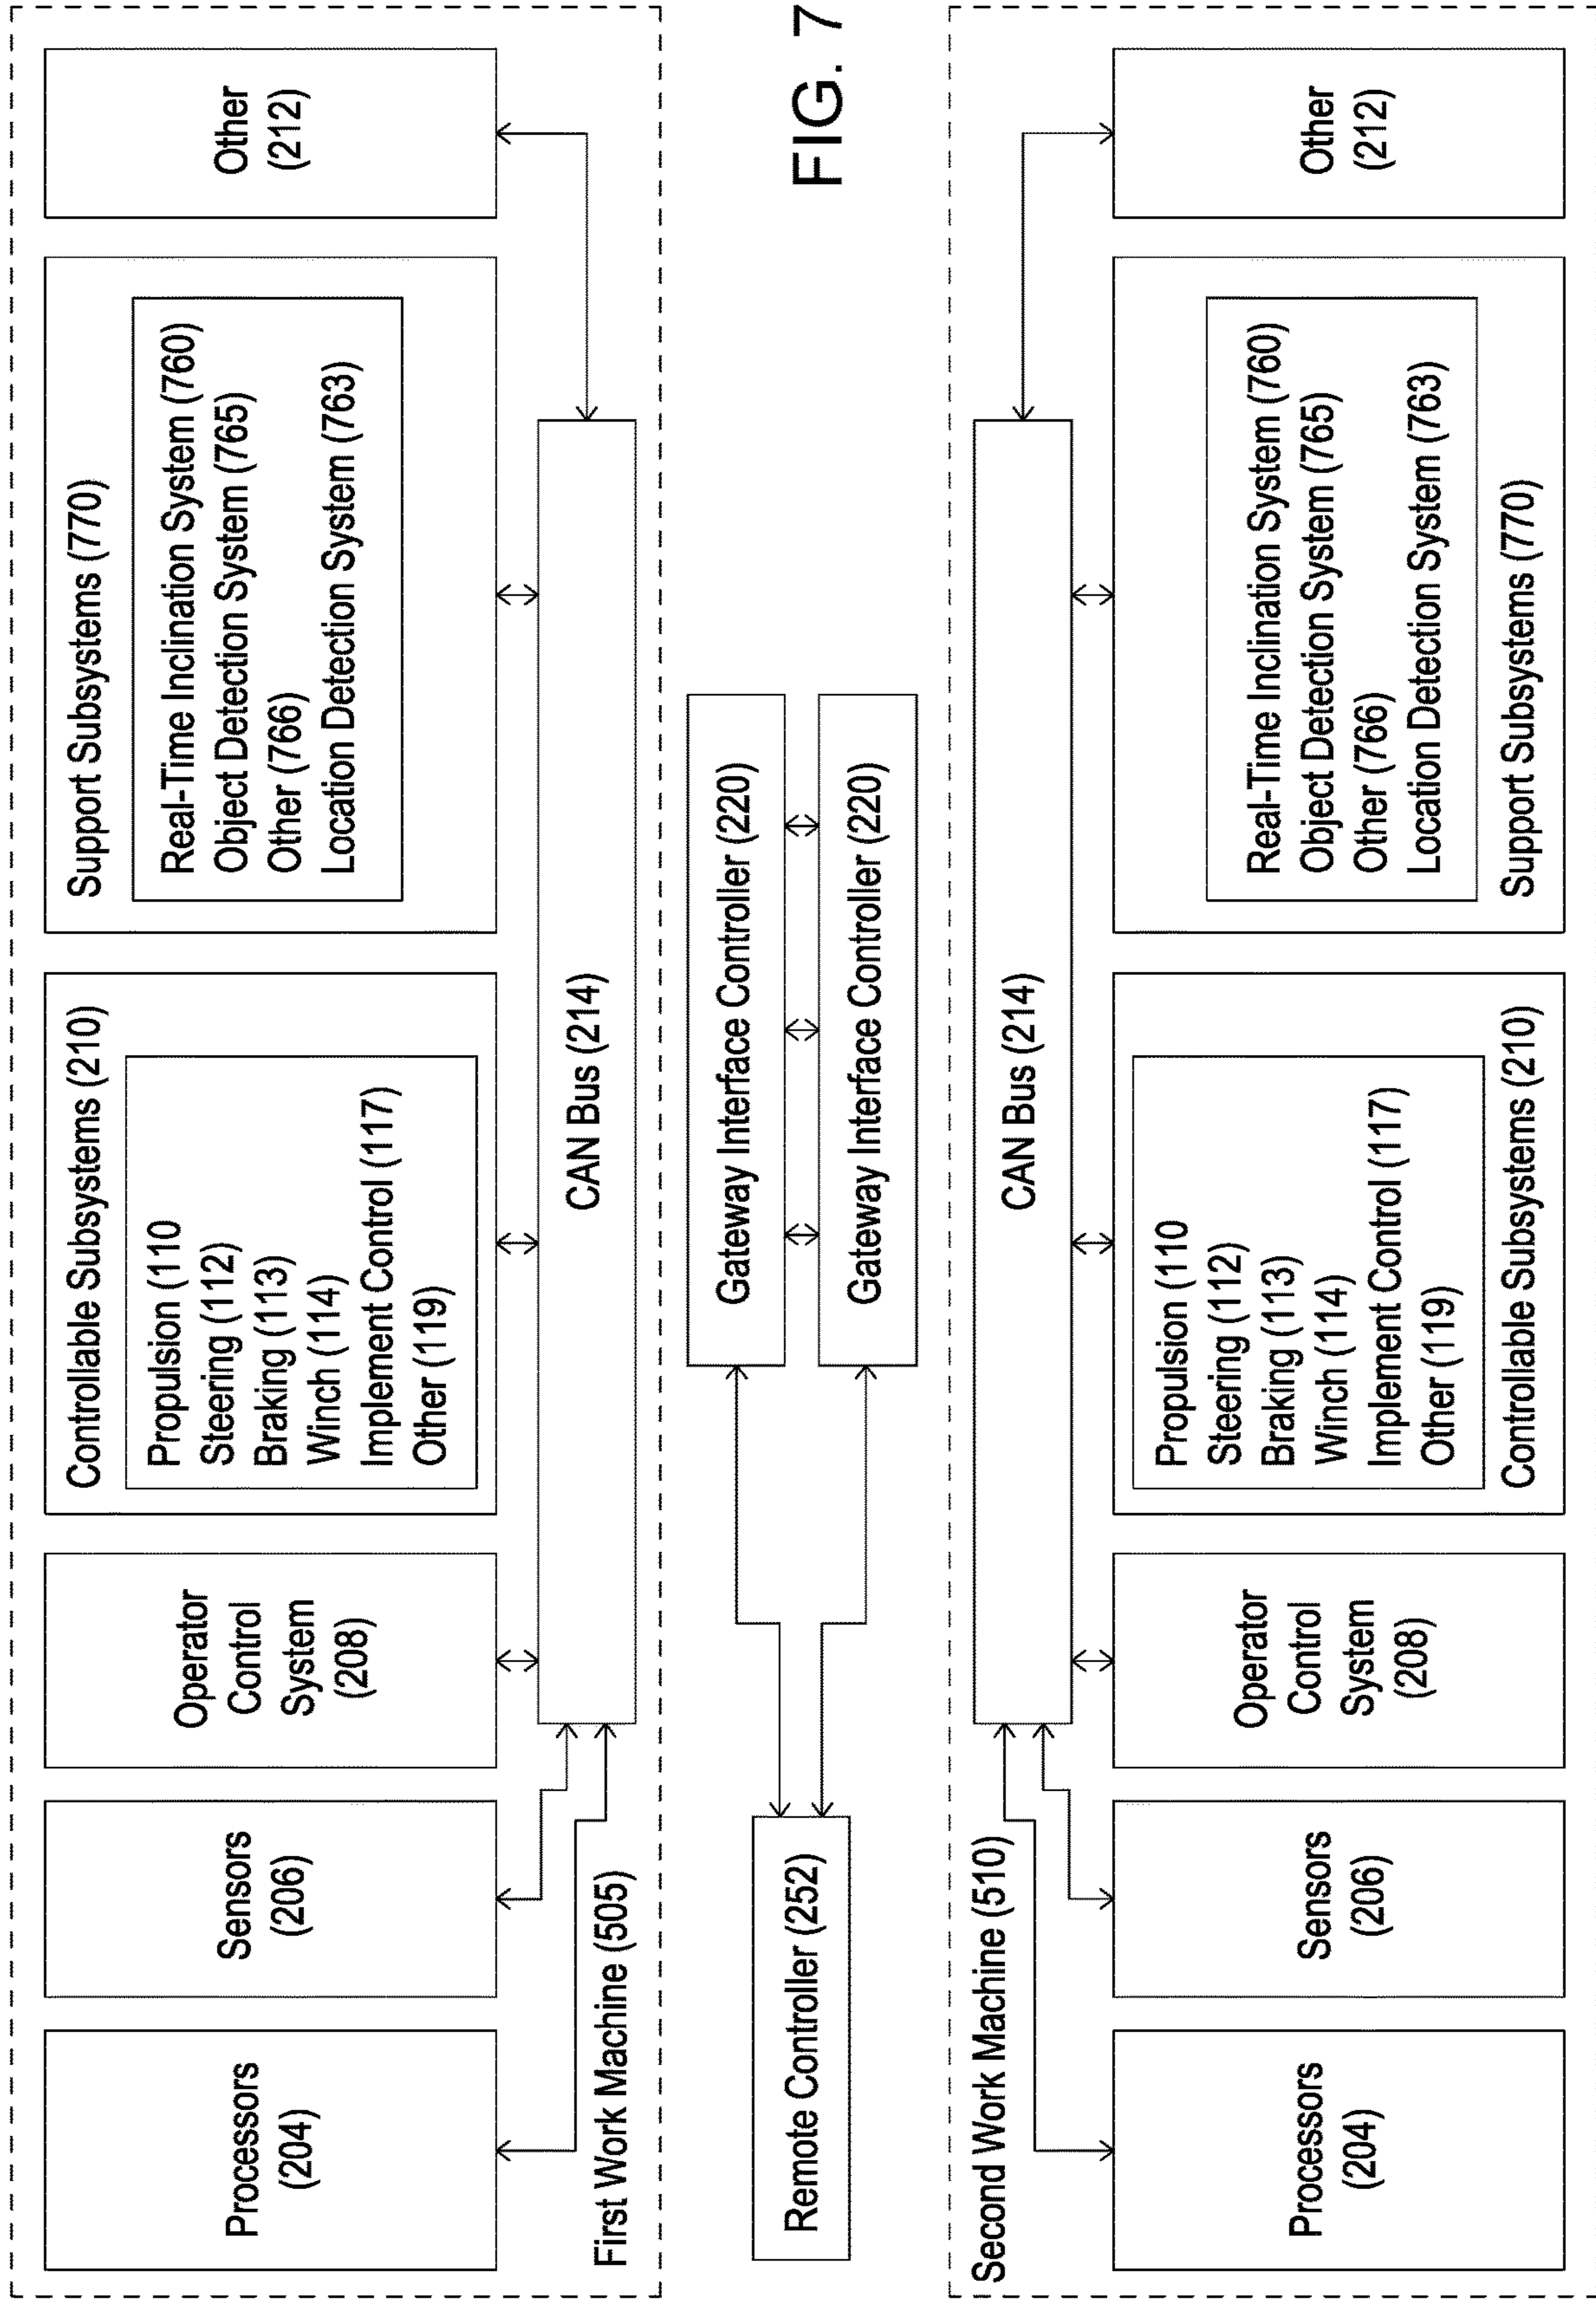 Processors
(204)
Sensors
(206)
Operator
Control
System
(208)
Controllable Subsystems (210)
Propulsion (110
Steering (112)
Braking (113)
Winch (114)
Implement Control (117)
Other (119)
Support Subsystems (770)
Real-Time Inclination System (760)
Object Detection System (765)
Other (766)
Location Detection System (763)
Other
(212)
CAN Bus (214)
First Work Machine (505)
Remote Controller (252)
Gateway Interface Controller (220)
Gateway Interface Controller (220)
FIG. 7
Second Work Machine (510)
CAN Bus (214)
Processors
(204)
Sensors
(206)
Operator
Control
System
(208)
Propulsion (110
Steering (112)
Braking (113)
Winch (114)
Implement Control (117)
Other (119)
Controllable Subsystems (210)
Real-Time Inclination System (760)
Object Detection System (765)
Other (766)
Location Detection System (763)
Support Subsystems (770)
Other
(212)